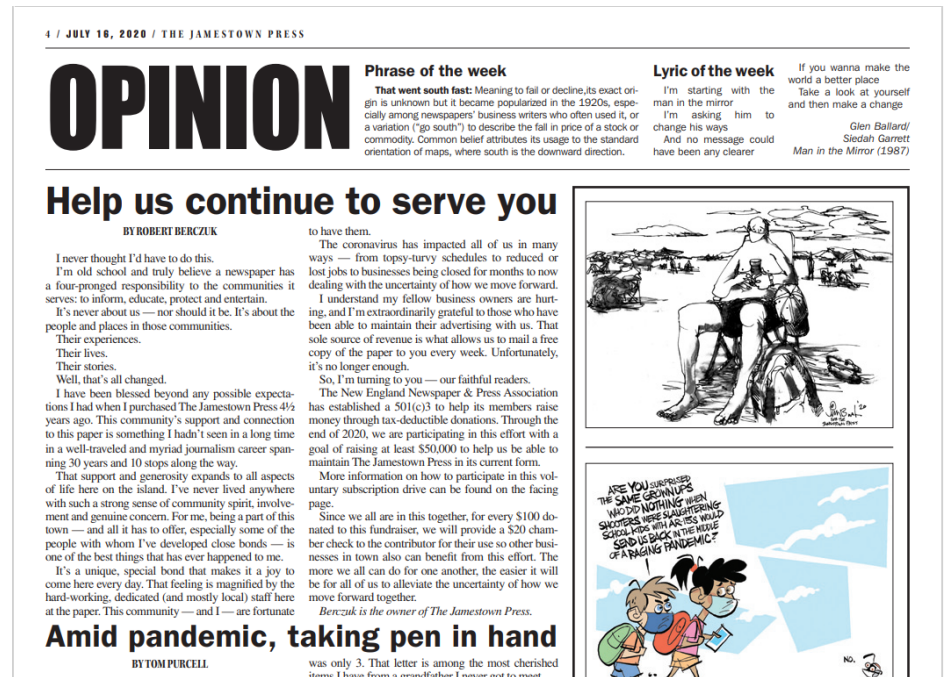 4 / JULY 16, 2020 / THE JAMESTOWN PRESS
OPINION
Phrase of the week
That went south fast: Meaning to fail or decline,its exact ori-
gin is unknown but it became popularized in the 1920s, espe-
cially among newspapers' business writers who often used it, or
a variation ("go south") to describe the fall in price of a stock or
commodity. Common belief attributes its usage to the standard
orientation of maps, where south is the downward direction.
Lyric of the week
I'm starting with the
man in the mirror
I'm asking him to
change his ways
And no message could
have been any clearer
If you wanna make the
world a better place
Take a look at yourself
and then make a change
Glen Ballard/
Siedah Garrett
Man in the Mirror (1987)
Help us continue to serve you
BY ROBERT BERCZUK
I never thought I'd have to do this.
I'm old school and truly believe a newspaper has
a four-pronged responsibility to the communities it
serves: to inform, educate, protect and entertain.
It's never about us — nor should it be. It's about the
people and places in those communities.
Their experiences.
Their lives.
Their stories.
Well, that's all changed.
I have been blessed beyond any possible expecta-
tions I had when I purchased The Jamestown Press 4½
years ago. This community's support and connection
to this paper is something I hadn't seen in a long time
in a well-traveled and myriad journalism career span-
ning 30 years and 10 stops along the way.
That support and generosity expands to all aspects
of life here on the island. I've never lived anywhere
with such a strong sense of community spirit, involve-
ment and genuine concern. For me, being a part of this
town — and all it has to offer, especially some of the
people with whom I've developed close bonds — is
one of the best things that has ever happened to me.
It's a unique, special bond that makes it a joy to
come here every day. That feeling is magnified by the
hard-working, dedicated (and mostly local) staff here
at the paper. This community — and I — are fortunate
to have them.
The coronavirus has impacted all of us in many
ways — from topsy-turvy schedules to reduced or
lost jobs to businesses being closed for months to now
dealing with the uncertainty of how we move forward.
I understand my fellow business owners are hurt-
ing, and I'm extraordinarily grateful to those who have
been able to maintain their advertising with us. That
sole source of revenue is what allows us to mail a free
copy of the paper to you every week. Unfortunately,
it's no longer enough.
So, I'm turning to you — our faithful readers.
The New England Newspaper & Press Association
has established a 501(c)3 to help its members raise
money through tax-deductible donations. Through the
end of 2020, we are participating in this effort with a
goal of raising at least $50,000 to help us be able to
maintain The Jamestown Press in its current form.
More information on how to participate in this vol-
untary subscription drive can be found on the facing
page.
Since we all are in this together, for every $100 do-
nated to this fundraiser, we will provide a $20 cham-
ber check to the contributor for their use so other busi-
nesses in town also can benefit from this effort. The
more we all can do for one another, the easier it will
be for all of us to alleviate the uncertainty of how we
move forward together.
Berczuk is the owner of The Jamestown Press.
Amid pandemic, taking pen in hand
BY TOM PURCELL
was only 3. That letter is among the most cherished
items I have from a grandfather I never got to meet.
ARE YOU SURPRISED
THE SAME GROWNUPS
WHO DID NOTHING WHEN
SHOOTERS WERE SLAUGHTERING
SCHOOL KIDS WITH AR-15S WOULD
SEND US BACK IN THE MIDDLE
OF A RAGING PANDEMIC?
NO.